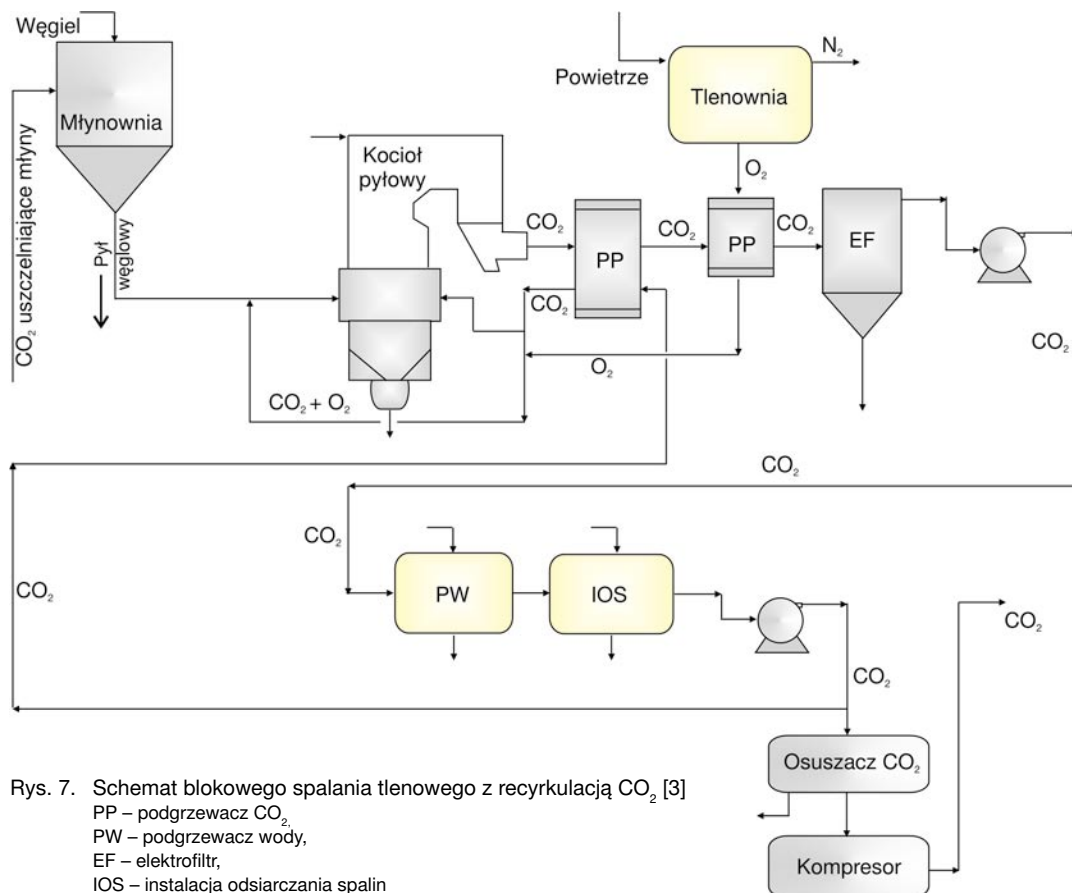 Węgiel
Młynownia
CO₂ uszczelniające młyny
Pył
węglowy
Kocioł
pyłowy
Powietrze
Tlenownia
N₂
O₂
CO₂
PP
CO₂
PP
CO₂
EF
CO₂
CO₂
O₂
CO₂ + O₂
CO₂
CO₂
CO₂
PW
IOS
CO₂
CO₂
Osuszacz CO₂
Kompresor
Rys. 7. Schemat blokowego spalania tlenowego z recyrkulacją CO₂ [3]
PP – podgrzewacz CO₂,
PW – podgrzewacz wody,
EF – elektrofiltr,
IOS – instalacja odsiarczania spalin